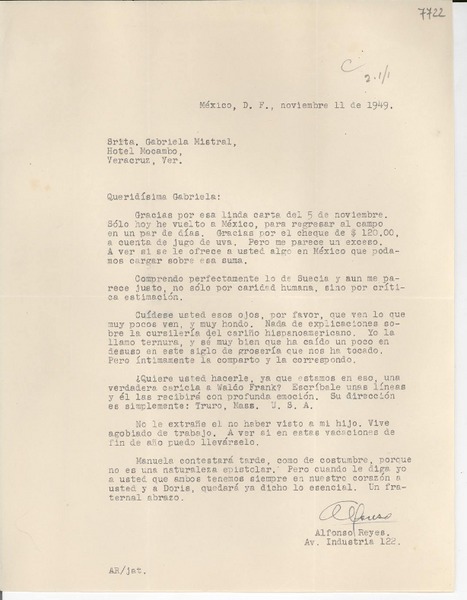 7722
C
2.1/1
México, D. F., noviembre 11 de 1949.
Srita. Gabriela Mistral,
Hotel Mocambo,
Veracruz, Ver.
Queridísima Gabriela:
Gracias por esa linda carta del 5 de noviembre.
Sólo hoy he vuelto a México, para regresar al campo
en un par de días. Gracias por el cheque de $ 120.00,
a cuenta de jugo de uva. Pero me parece un exceso.
A ver si se le ofrece a usted algo en México que poda-
mos cargar sobre esa suma.
Comprendo perfectamente lo de Suecia y aun me pa-
rece justo, no sólo por caridad humana, sino por críti-
ca estimación.
Cuídese usted esos ojos, por favor, que ven lo que
muy pocos ven, y muy hondo. Nada de explicaciones so-
bre la cursilería del cariño hispanoamericano. Yo lo
llamo ternura, y sé muy bien que ha caído un poco en
desuso en este siglo de grosería que nos ha tocado.
Pero íntimamente la comparto y la correspondo.
¿Quiere usted hacerle, ya que estamos en eso, una
verdadera caricia a Waldo Frank? Escríbale unas líneas
y él las recibirá con profunda emoción. Su dirección
es simplemente: Truro, Mass. U. S. A.
No le extrañe el no haber visto a mi hijo. Vive
agobiado de trabajo. A ver si en estas vacaciones de
fin de año puedo llevárselo.
Manuela contestará tarde, como de costumbre, porque
no es una naturaleza epistolar. Pero cuando le diga yo
a usted que ambos tenemos siempre en nuestro corazón a
usted y a Doris, quedará ya dicho lo esencial. Un fra-
ternal abrazo.
Alfonso
Alfonso Reyes.
Av. Industria 122.
AR/jat.